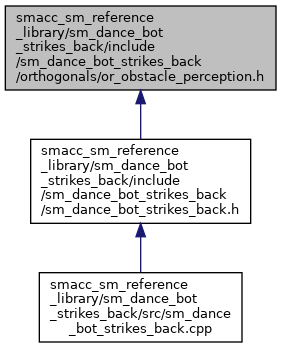 smacc_sm_reference
_library/sm_dance_bot
_strikes_back/include
/sm_dance_bot_strikes_back
/orthogonals/or_obstacle_perception.h
smacc_sm_reference
_library/sm_dance_bot
_strikes_back/include
/sm_dance_bot_strikes_back
/sm_dance_bot_strikes_back.h
smacc_sm_reference
_library/sm_dance_bot
_strikes_back/src/sm_dance
_bot_strikes_back.cpp